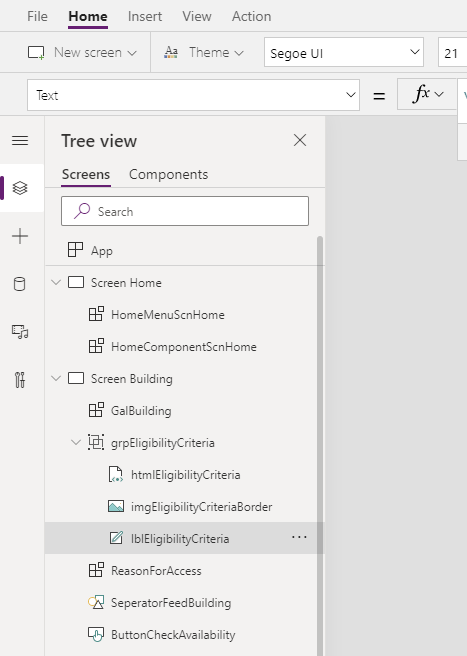 File Home Insert View Action
New screen Theme Segoe UI 21
Text = fx
Tree view
Screens Components
Search
App
Screen Home
HomeMenuScnHome
HomeComponentScnHome
Screen Building
GalBuilding
grpEligibilityCriteria
htmlEligibilityCriteria
imgEligibilityCriteriaBorder
lblEligibilityCriteria ...
ReasonForAccess
SeperatorFeedBuilding
ButtonCheckAvailability